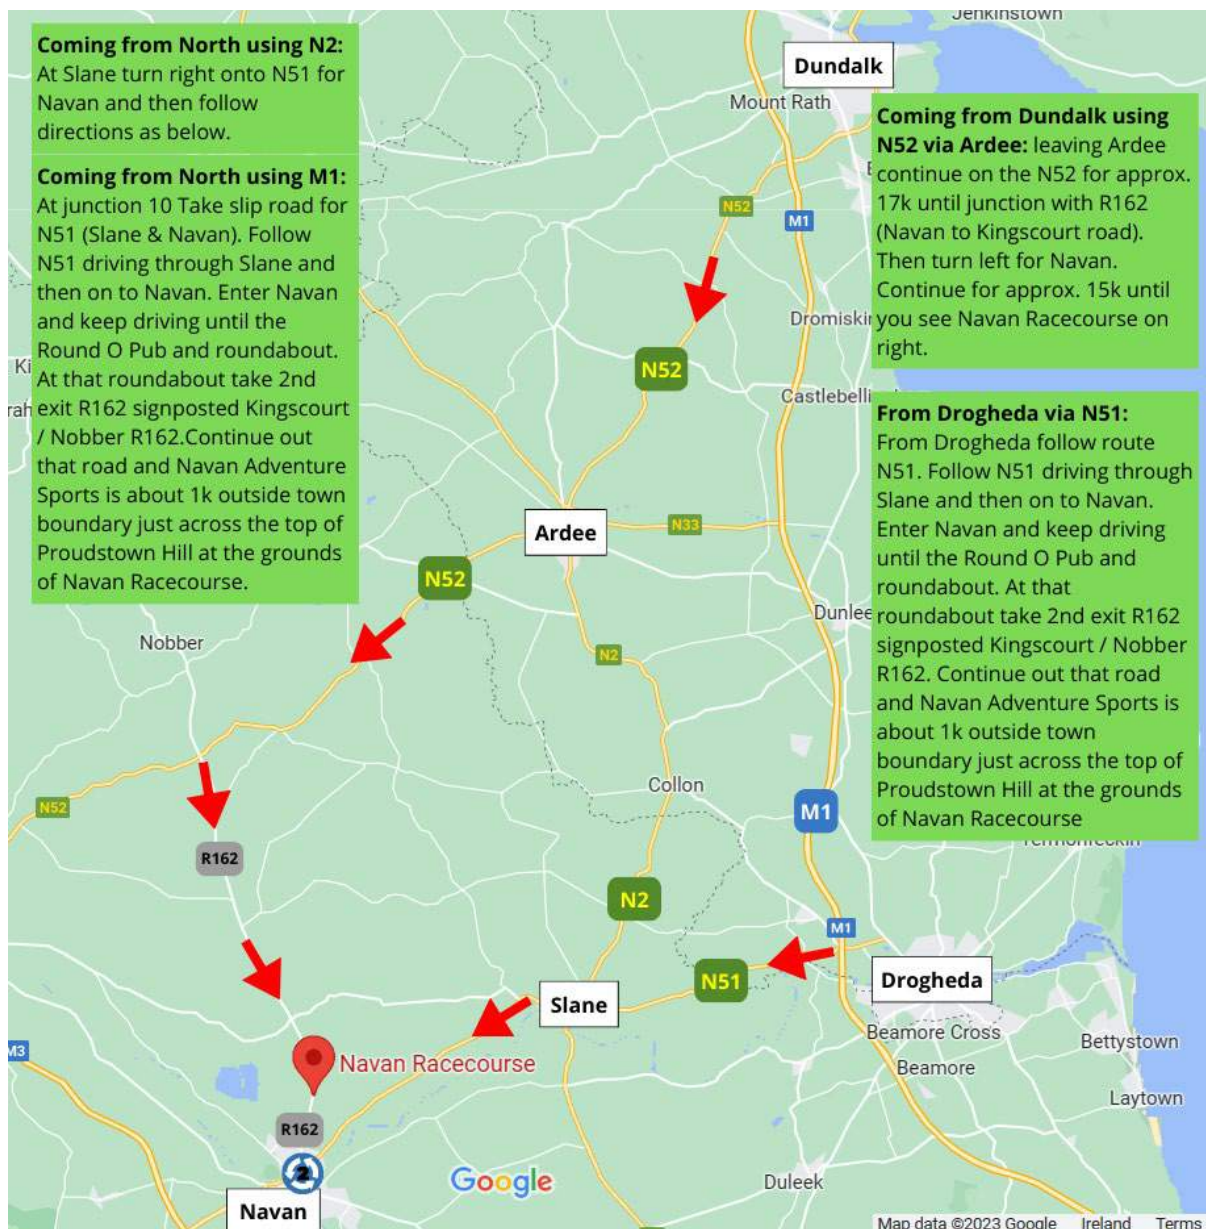 Jenkinstown
Coming from North using N2:
At Slane turn right onto N51 for
Navan and then follow
directions as below.
Coming from North using M1:
At junction 10 Take slip road for
N51 (Slane & Navan). Follow
N51 driving through Slane and
then on to Navan. Enter Navan
and keep driving until the
Round O Pub and roundabout.
At that roundabout take 2nd
exit R162 signposted Kingscourt
/ Nobber R162.Continue out
that road and Navan Adventure
Sports is about 1k outside town
boundary just across the top of
Proudstown Hill at the grounds
of Navan Racecourse.
Dundalk
Mount Rath
Coming from Dundalk using
N52 via Ardee: leaving Ardee
continue on the N52 for approx.
17k until junction with R162
(Navan to Kingscourt road).
Then turn left for Navan.
Continue for approx. 15k until
you see Navan Racecourse on
right.
From Drogheda via N51:
From Drogheda follow route
N51. Follow N51 driving through
Slane and then on to Navan.
Enter Navan and keep driving
until the Round O Pub and
roundabout. At that
roundabout take 2nd exit R162
signposted Kingscourt / Nobber
R162. Continue out that road
and Navan Adventure Sports is
about 1k outside town
boundary just across the top of
Proudstown Hill at the grounds
of Navan Racecourse
N52
M1
Dromiskin
N52
Castlebelli
Ardee
N33
N52
Dunlee
Nobber
N2
Collon
N52
M1
Termonfeckin
R162
N2
M1
N51
Drogheda
Slane
Beamore Cross
Bettystown
M3
Navan Racecourse
Beamore
Laytown
R162
2
Google
Duleek
Navan
Map data ©2023 Google Ireland Terms